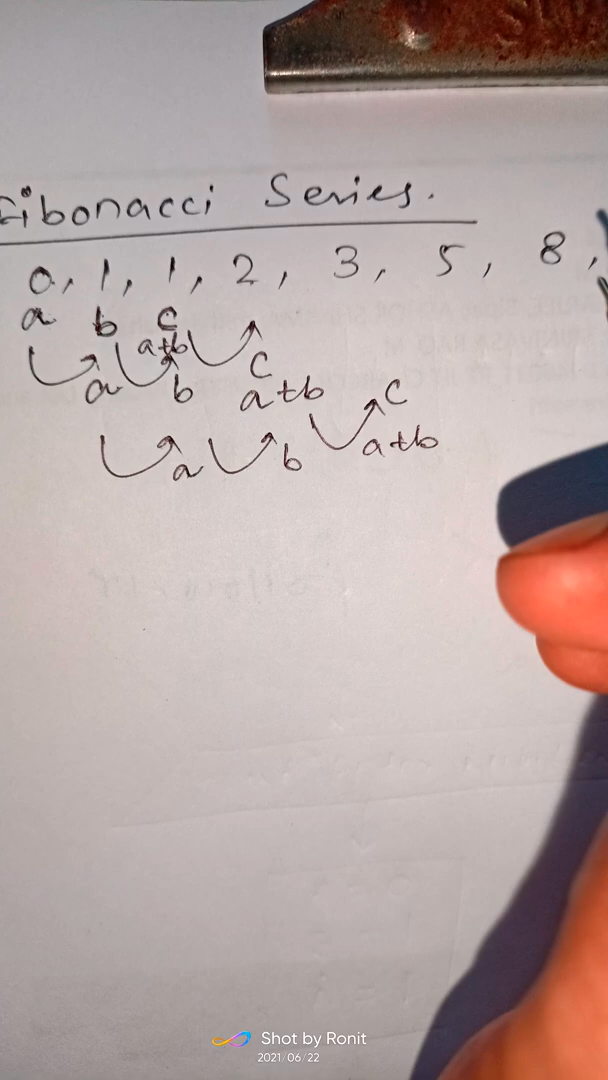 Fibonacci Series.
0, 1, 1, 2, 3, 5, 8,
a b c
a+b
a b c
a+b
c
a b a+b
Shot by Ronit
2021/06/22